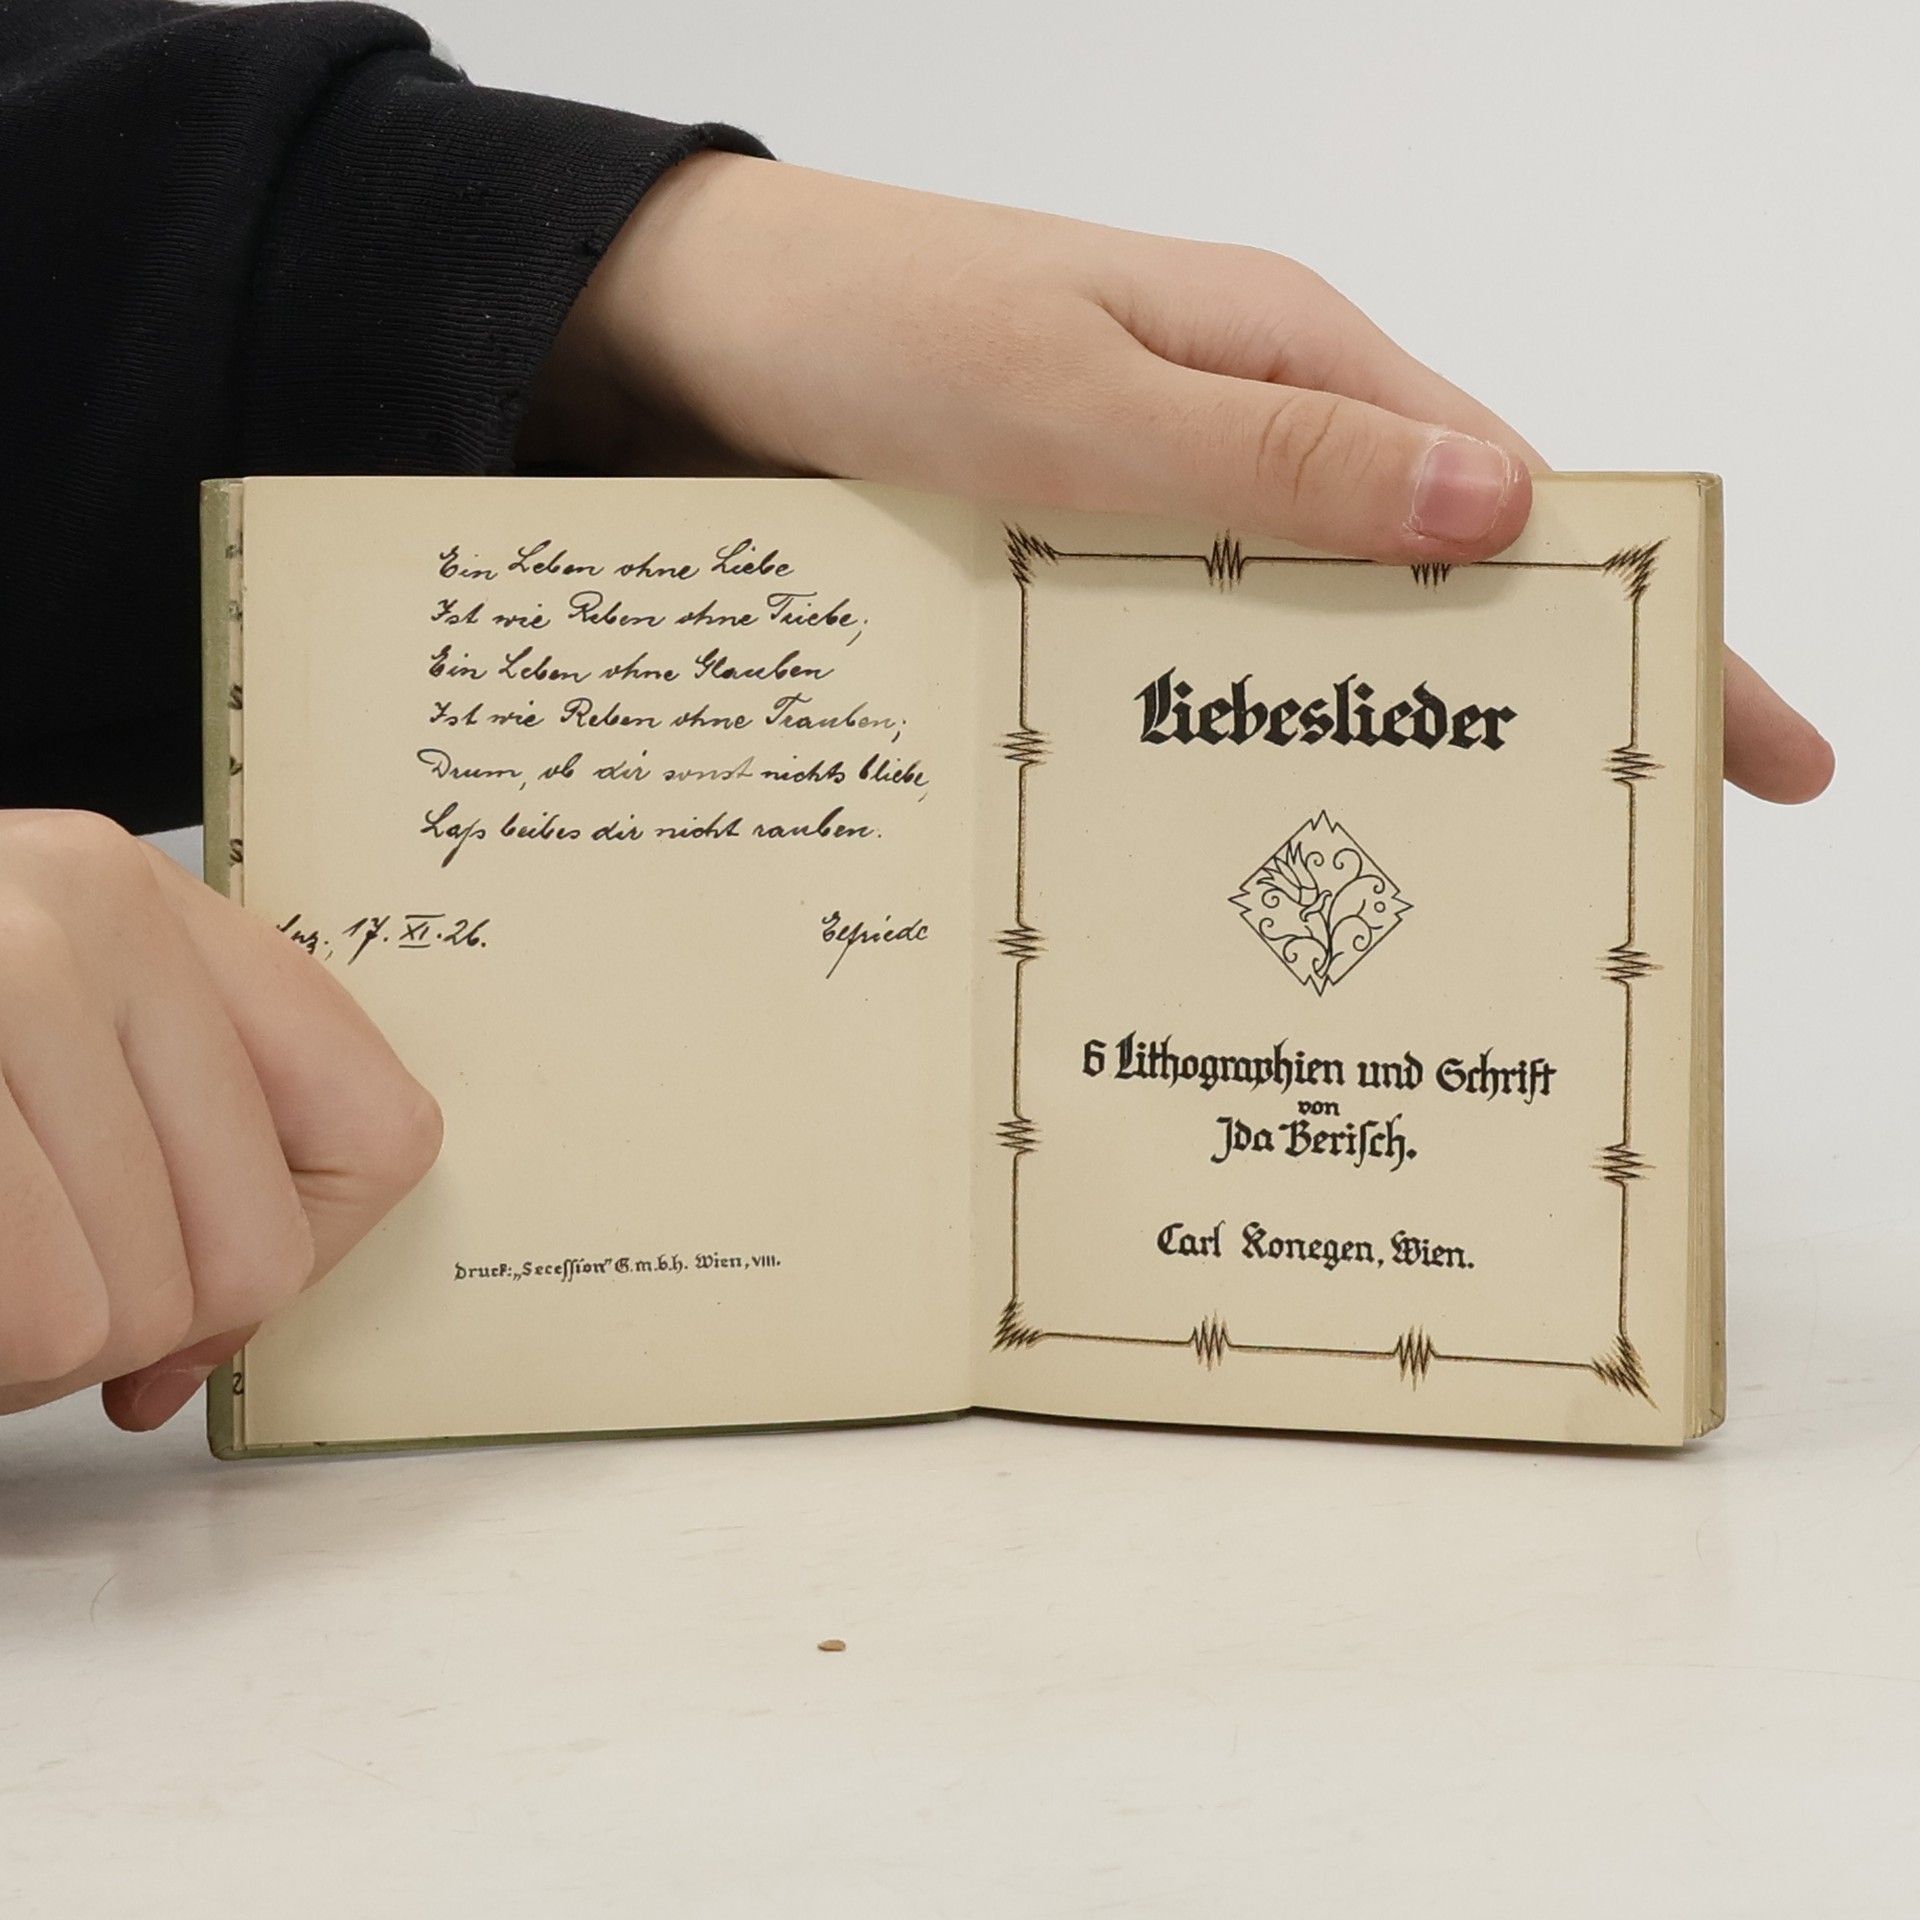 Ein Leben ohne Liebe
Ist wie Reben ohne Triebe;
Ein Leben ohne Glauben
Ist wie Reben ohne Trauben;
Drum, ob dir sonst nichts bliebe,
Laſs beides dir nicht rauben.
17. XI. 26.
Elfriede
Druck: „Seceſſion" G.m.b.h. Wien, VIII.
Liebeslieder
6 Lithographien und Schrift
von
Ida Beriſch.
Carl Konegen, Wien.